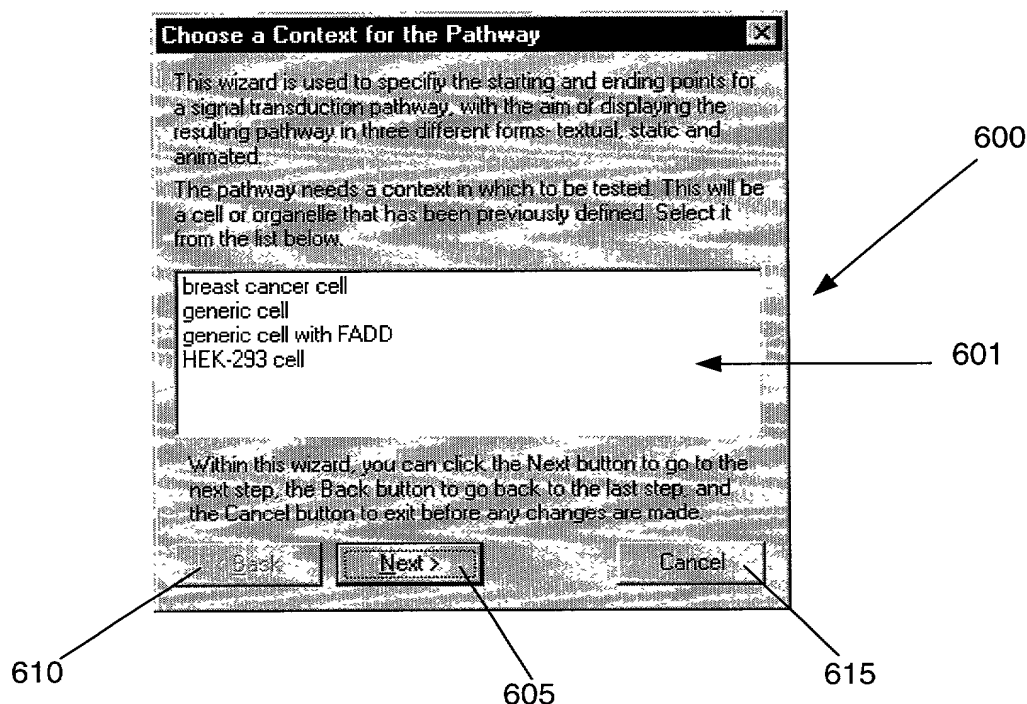 Choose a Context for the Pathway
This wizard is used to specifiy the starting and ending points for
a signal transduction pathway, with the aim of displaying the
resulting pathway in three different forms- textual, static and
animated.
600
The pathway needs a context in which to be tested. This will be
a cell or organelle that has been previously defined. Select it
from the list below.
breast cancer cell
generic cell
generic cell with FADD
HEK-293 cell
601
Within this wizard, you can click the Next button to go to the
next step, the Back button to go back to the last step, and
the Cancel button to exit before any changes are made.
Back
Next >
Cancel
610
605
615